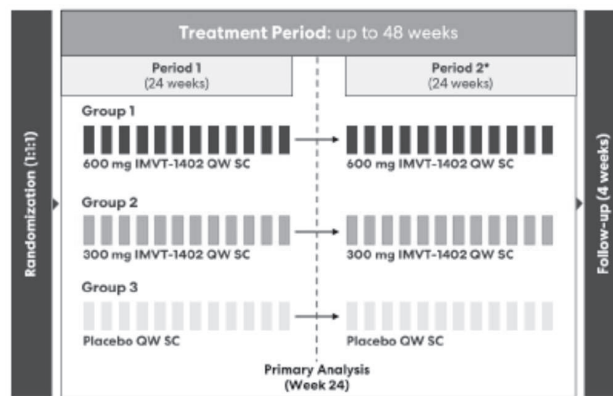 Randomization (1:1:1)
Treatment Period: up to 48 weeks
Period 1
(24 weeks)
Period 2*
(24 weeks)
Group 1
600 mg IMVT-1402 QW SC
600 mg IMVT-1402 QW SC
Group 2
300 mg IMVT-1402 QW SC
300 mg IMVT-1402 QW SC
Group 3
Placebo QW SC
Placebo QW SC
Primary Analysis
(Week 24)
Follow-up (4 weeks)